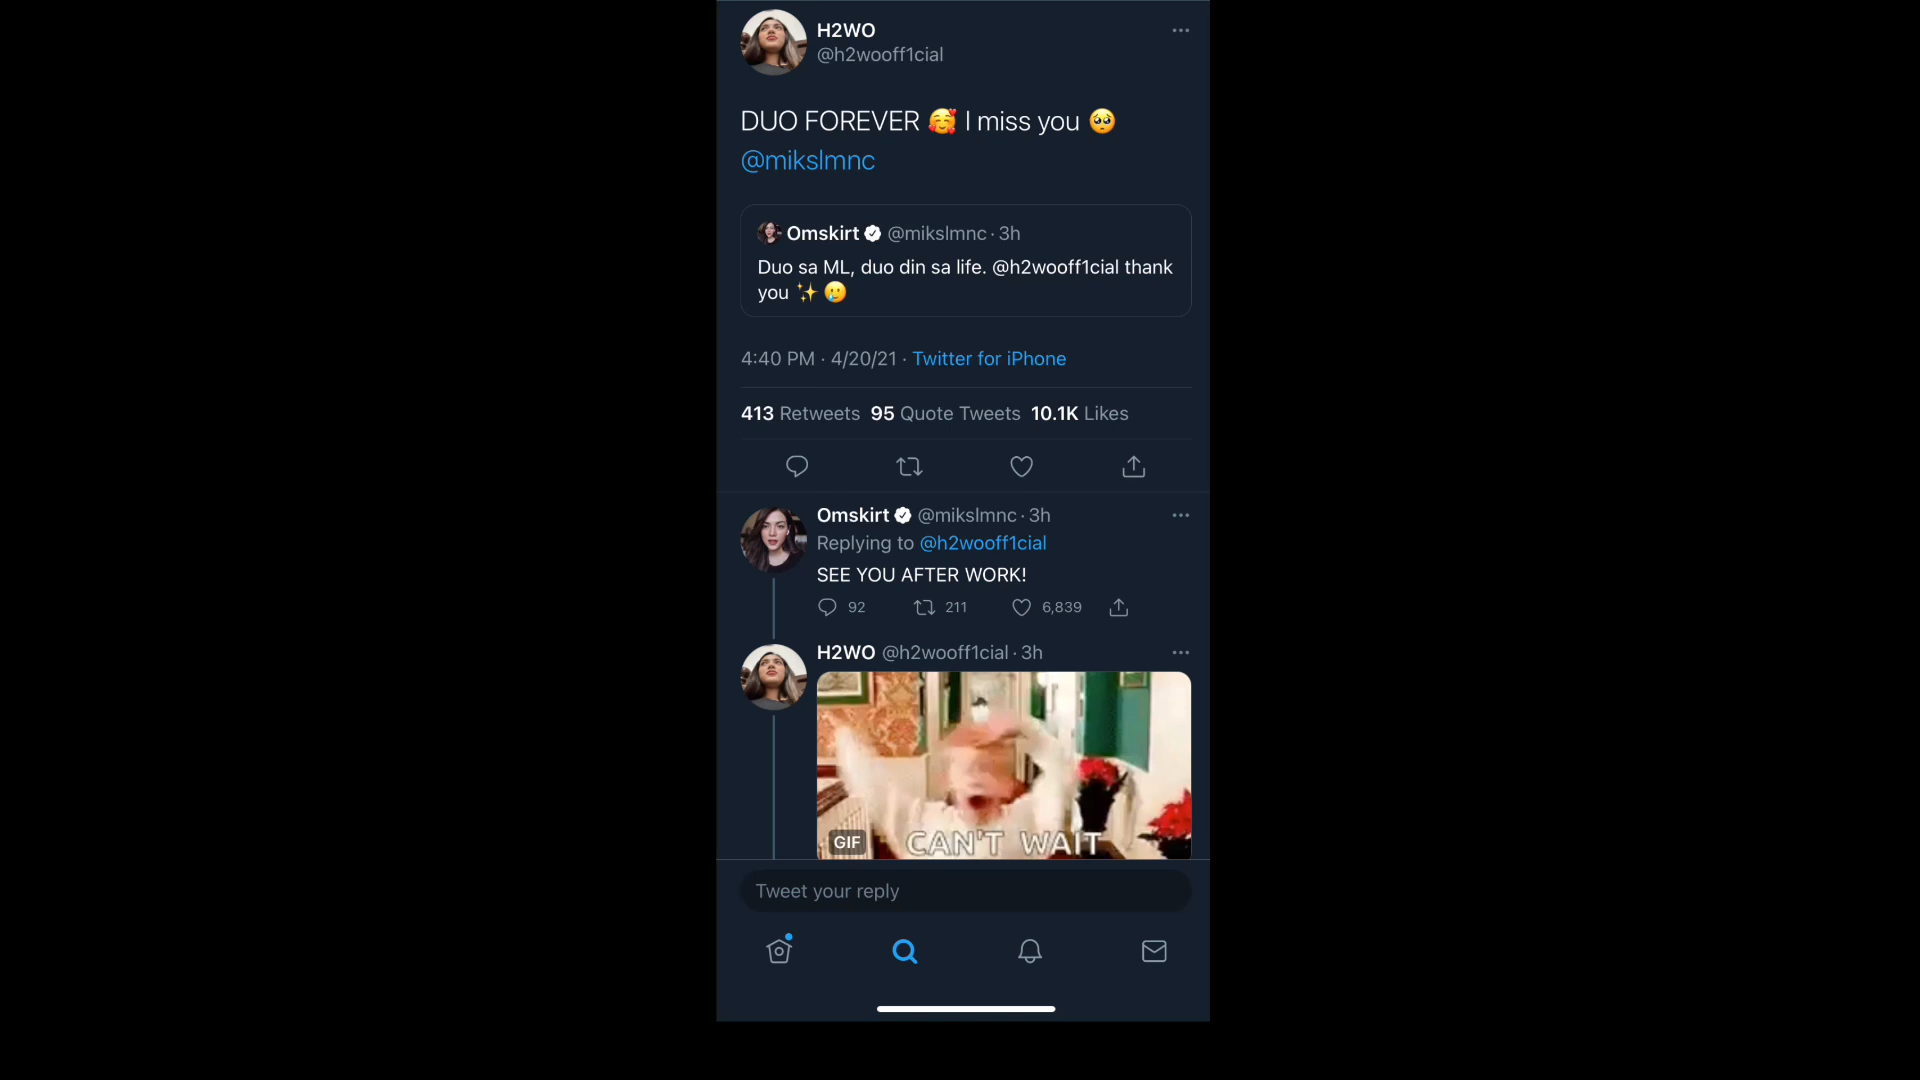 H2WO
@h2wooff1cial
DUO FOREVER 🥰 I miss you 🥺
@mikslmnc
Omskirt @mikslmnc · 3h
Duo sa ML, duo din sa life. @h2wooff1cial thank
you ✨ 🥲
4:40 PM · 4/20/21 · Twitter for iPhone
413 Retweets 95 Quote Tweets 10.1K Likes
Omskirt @mikslmnc · 3h
Replying to @h2wooff1cial
SEE YOU AFTER WORK!
92 211 6,839
H2WO @h2wooff1cial · 3h
GIF CAN'T WAIT
Tweet your reply